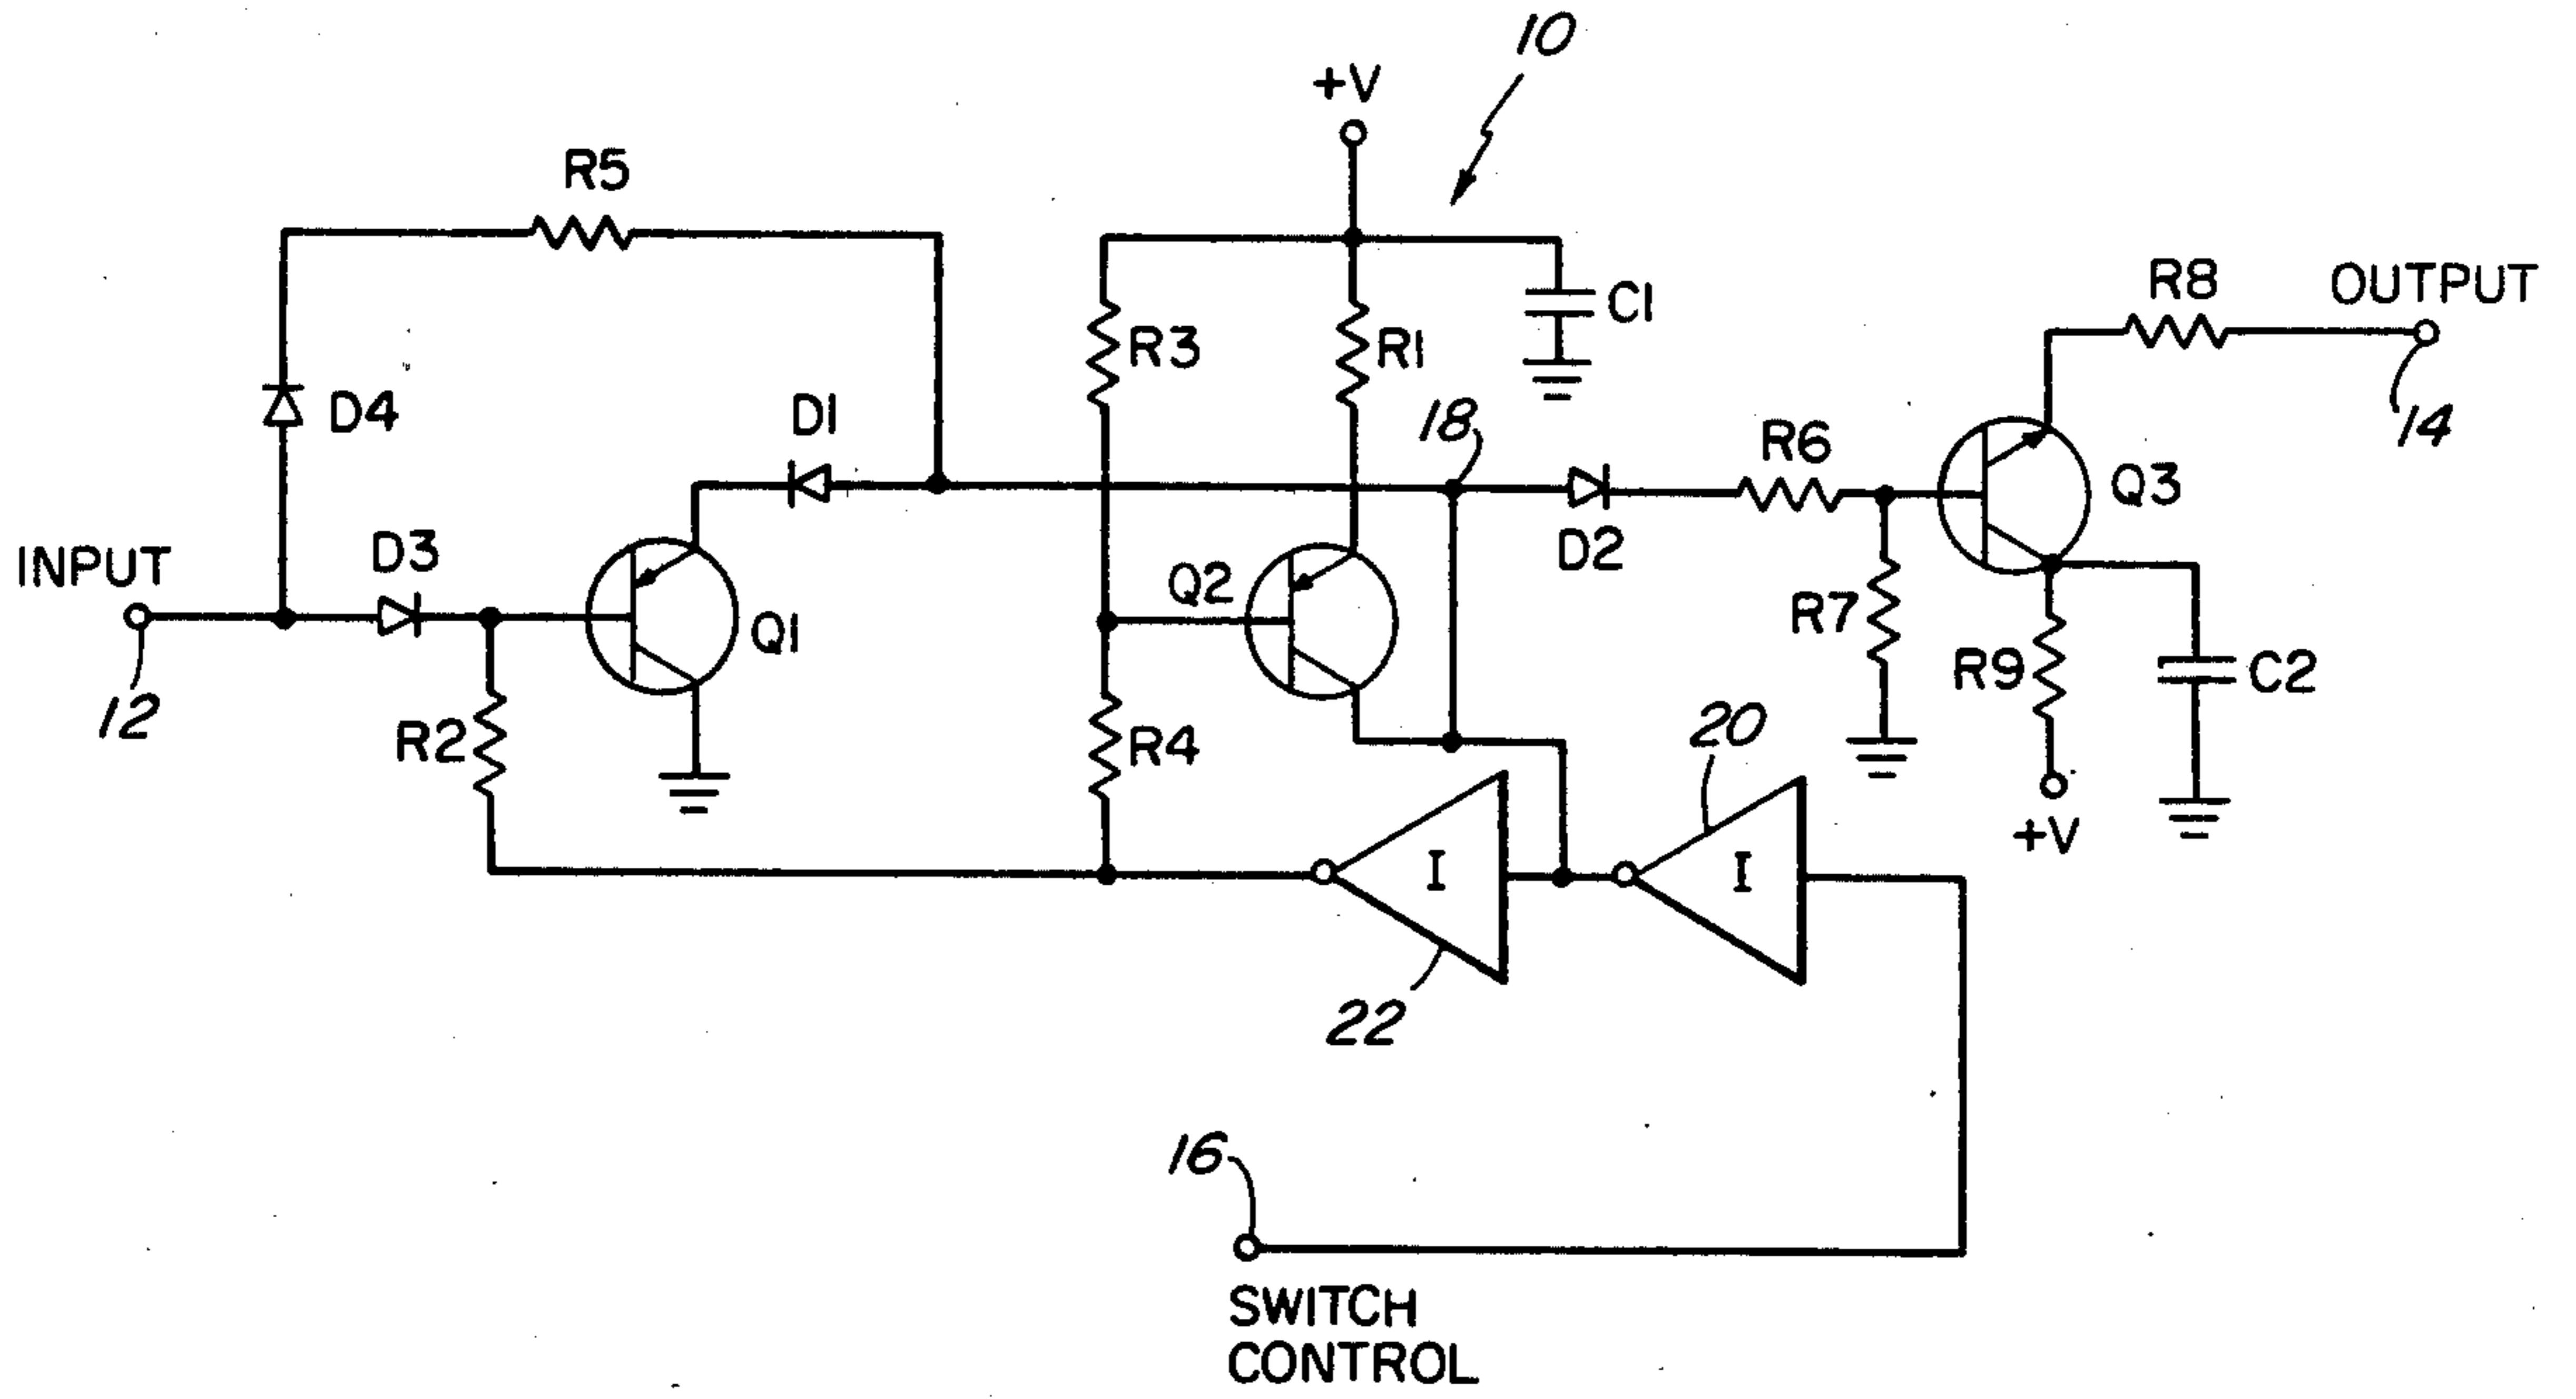 10
+V
R5
R8
OUTPUT
C1
R3
R1
D4
D1
18
14
R6
Q3
D3
D2
INPUT
Q2
R7
Q1
R9
C2
12
R2
R4
20
+V
I
I
22
16
SWITCH
CONTROL